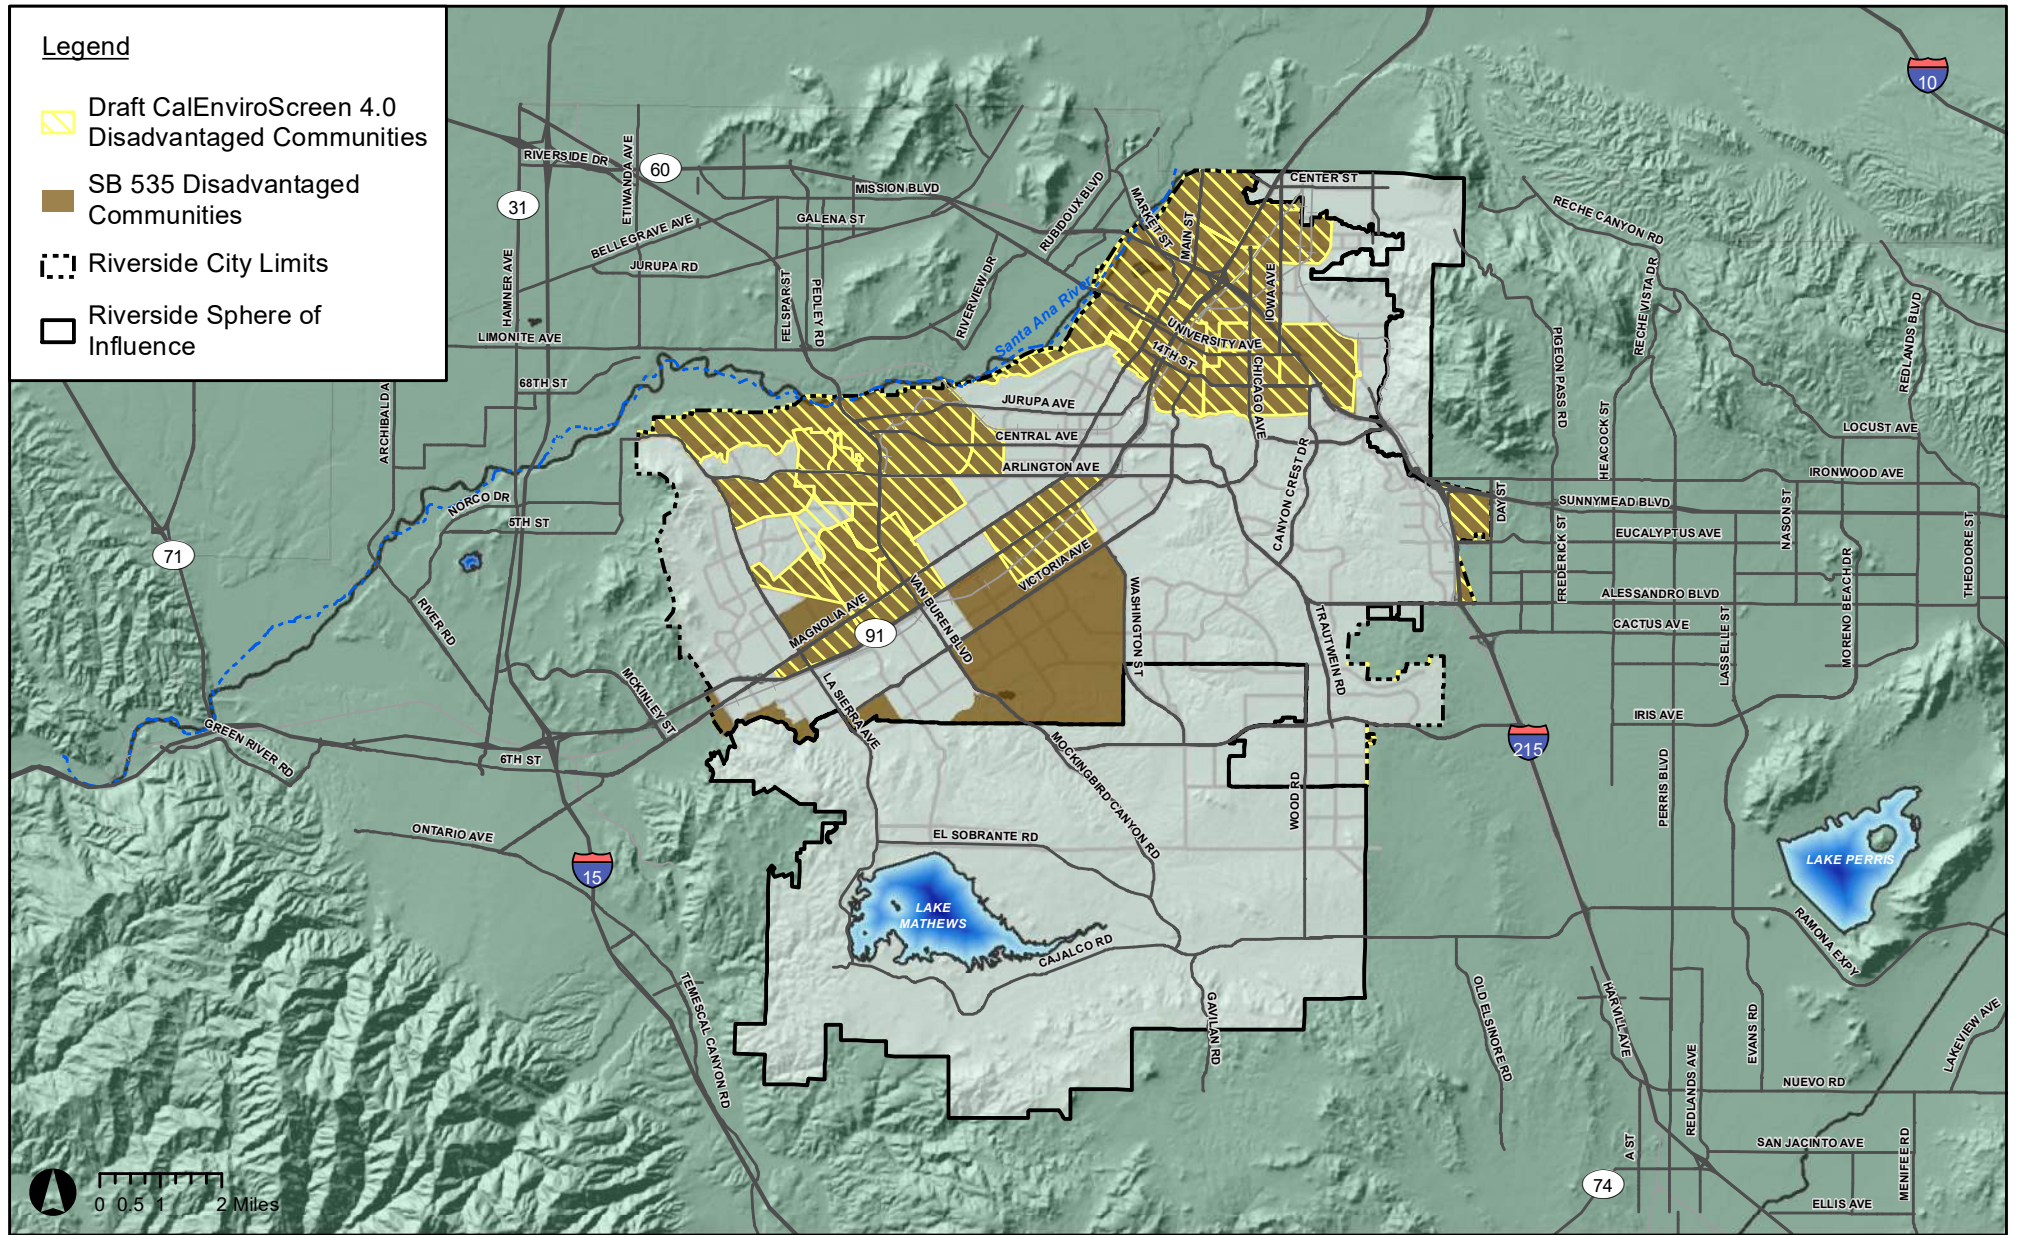 Legend
Draft CalEnviroScreen 4.0
Disadvantaged Communities
SB 535 Disadvantaged
Communities
Riverside City Limits
Riverside Sphere of
Influence
10
RIVERSIDE DR
ETIWANDA AVE
60
MISSION BLVD
31
GALENA ST
BELLEGRAVE AVE
JURUPA RD
HAMNER AVE
FELSPAR ST
PEDLEY RD
RIVERVIEW DR
RUBIDOUX BLVD
MARKET ST
MAIN ST
CENTER ST
IOWA AVE
RECHE CANYON RD
RECHE VISTA DR
REDLANDS BLVD
PIGEON PASS RD
LIMONITE AVE
Santa Ana River
UNIVERSITY AVE
14TH ST
CHICAGO AVE
68TH ST
ARCHIBALD A
JURUPA AVE
CENTRAL AVE
ARLINGTON AVE
CANYON CREST DR
HEACOCK ST
LOCUST AVE
IRONWOOD AVE
DAY ST
SUNNYMEAD BLVD
NASON ST
EUCALYPTUS AVE
FREDERICK ST
THEODORE ST
MORENO BEACH DR
NORCO DR
5TH ST
71
RIVER RD
VICTORIA AVE
VAN BUREN BLVD
MAGNOLIA AVE
91
WASHINGTON ST
TRAUTWEIN RD
ALESSANDRO BLVD
CACTUS AVE
LASSELLE ST
MCKINLEY ST
LA SIERRA AVE
GREEN RIVER RD
6TH ST
IRIS AVE
215
PERRIS BLVD
MOCKINGBIRD CANYON RD
WOOD RD
ONTARIO AVE
EL SOBRANTE RD
15
LAKE
MATHEWS
LAKE PERRIS
CAJALCO RD
RAMONA EXPY
TEMESCAL CANYON RD
GAVILAN RD
OLD ELSINORE RD
HARVILL AVE
REDLANDS AVE
EVANS RD
LAKEVIEW AVE
NUEVO RD
A ST
SAN JACINTO AVE
MENIFEE RD
74
ELLIS AVE
0 0.5 1 2 Miles